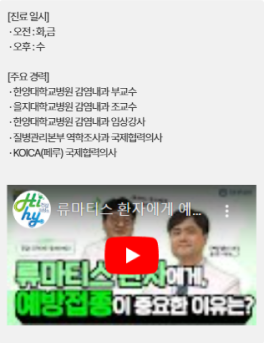 [진료 일시]
· 오전 : 화,금
· 오후 : 수
[주요 경력]
· 한양대학교병원 감염내과 부교수
· 을지대학교병원 감염내과 조교수
· 한양대학교병원 감염내과 임상강사
· 질병관리본부 역학조사과 국제협력의사
· KOICA(페루) 국제협력의사
Hi hy
류마티스 환자에게 예...
류마티스 환자에게,
예방접종이 중요한 이유는?